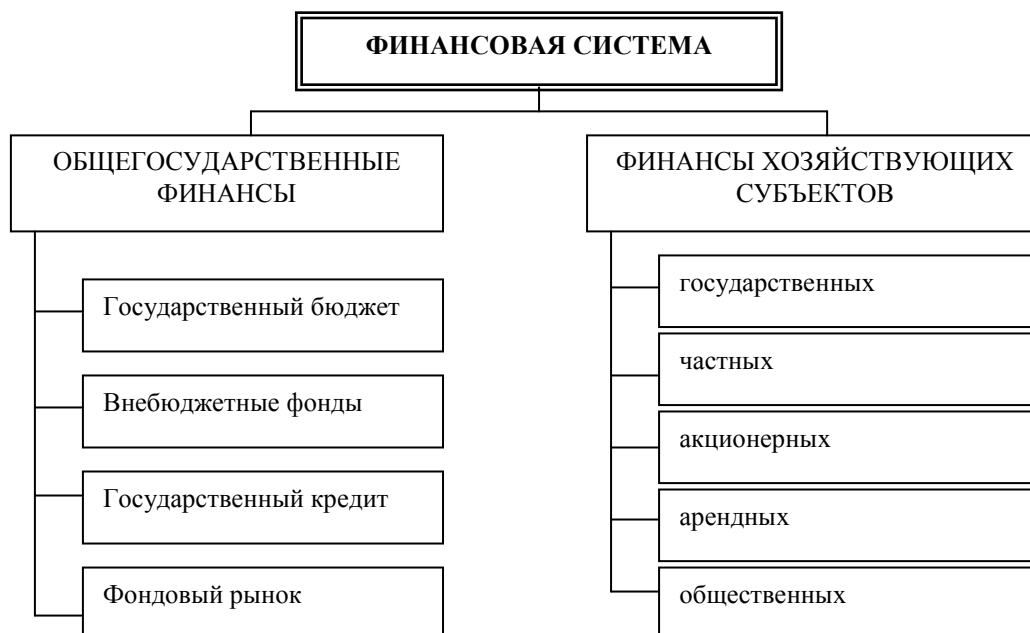 ФИНАНСОВАЯ СИСТЕМА
ОБЩЕГОСУДАРСТВЕННЫЕ
ФИНАНСЫ
Государственный бюджет
Внебюджетные фонды
Государственный кредит
Фондовый рынок
ФИНАНСЫ ХОЗЯЙСТВУЮЩИХ
СУБЪЕКТОВ
государственных
частных
акционерных
арендных
общественных